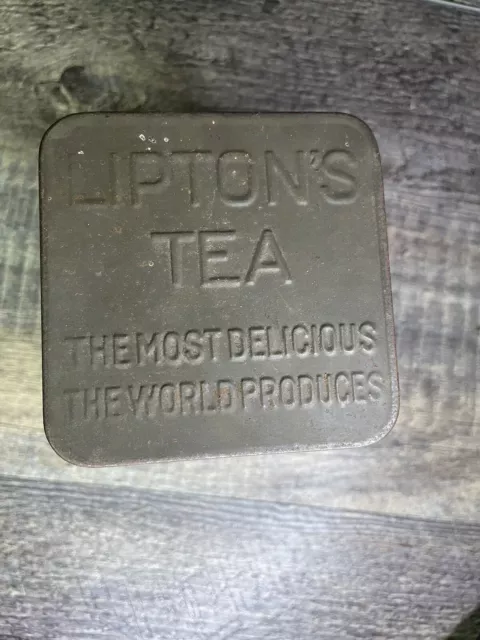 LIPTON'S
TEA
THE MOST DELICIOUS
THE WORLD PRODUCES